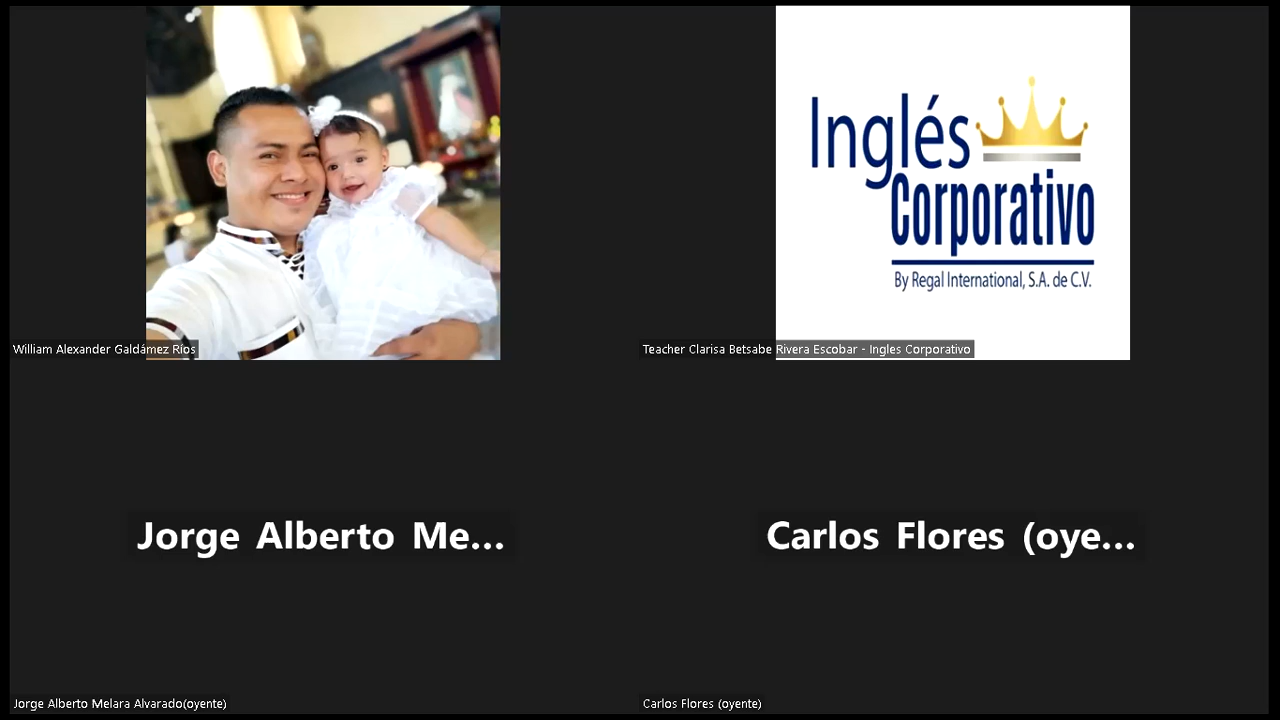 Inglés
Corporativo
By Regal International, S.A. de C.V.
William Alexander Galdámez Ríos
Teacher Clarisa Betsabe Rivera Escobar - Ingles Corporativo
Jorge Alberto Me...
Carlos Flores (oye...
Jorge Alberto Melara Alvarado(oyente)
Carlos Flores (oyente)